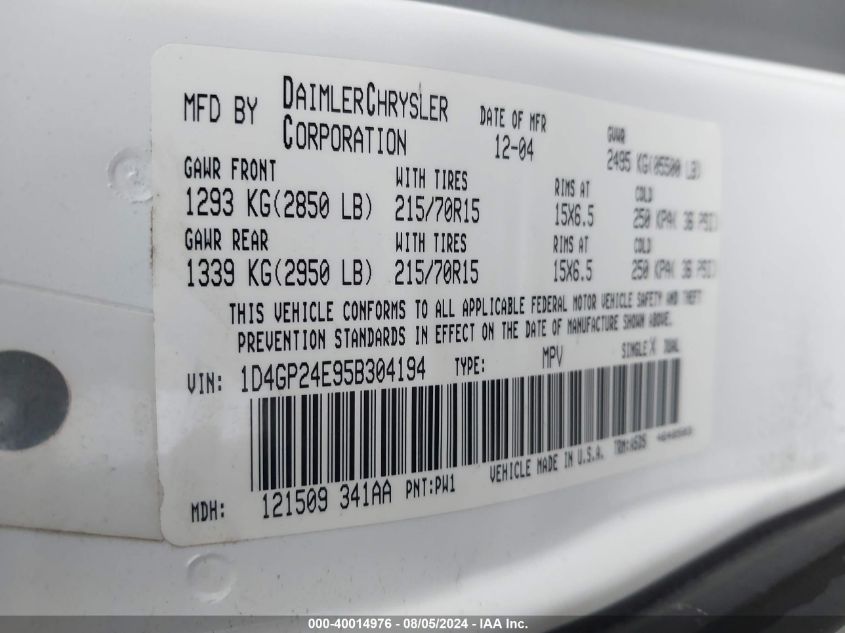 MFD BY DAIMLERCHRYSLER CORPORATION
DATE OF MFR 12-04
GVWR 2495 KG(05500 LB)
GAWR FRONT WITH TIRES RIMS AT COLD
1293 KG(2850 LB) 215/70R15 15X6.5 250 KPA( 36 PSI)
GAWR REAR WITH TIRES RIMS AT COLD
1339 KG(2950 LB) 215/70R15 15X6.5 250 KPA( 36 PSI)
THIS VEHICLE CONFORMS TO ALL APPLICABLE FEDERAL MOTOR VEHICLE SAFETY AND THEFT
PREVENTION STANDARDS IN EFFECT ON THE DATE OF MANUFACTURE SHOWN ABOVE.
VIN: 1D4GP24E95B304194 TYPE: MPV SINGLE X DUAL
MDH: 121509 341AA PNT:PW1 VEHICLE MADE IN U.S.A.
000-40014976 - 08/05/2024 - IAA Inc.